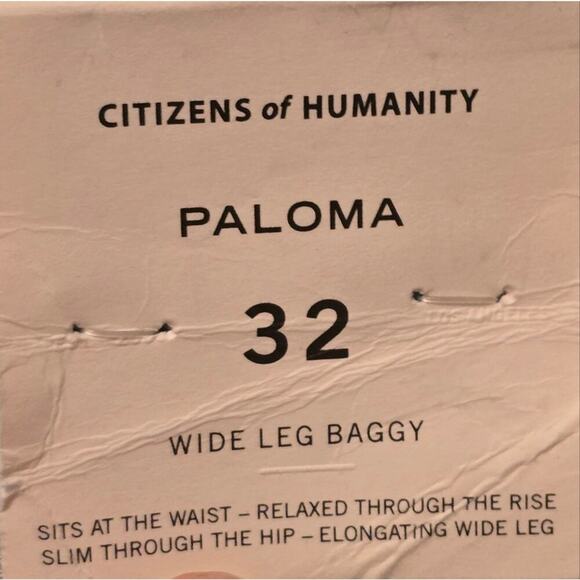 CITIZENS of HUMANITY
PALOMA
32
WIDE LEG BAGGY
SITS AT THE WAIST – RELAXED THROUGH THE RISE
SLIM THROUGH THE HIP – ELONGATING WIDE LEG